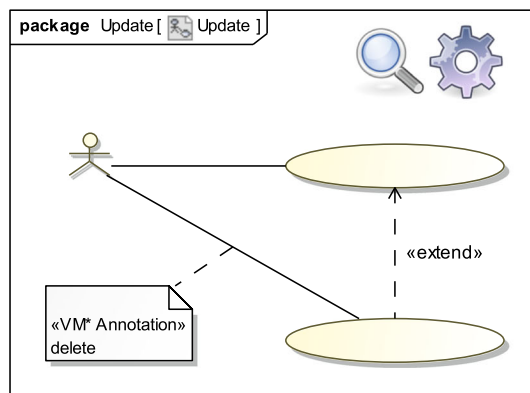 package Update [ Update ]
«extend»
«VM* Annotation»
delete